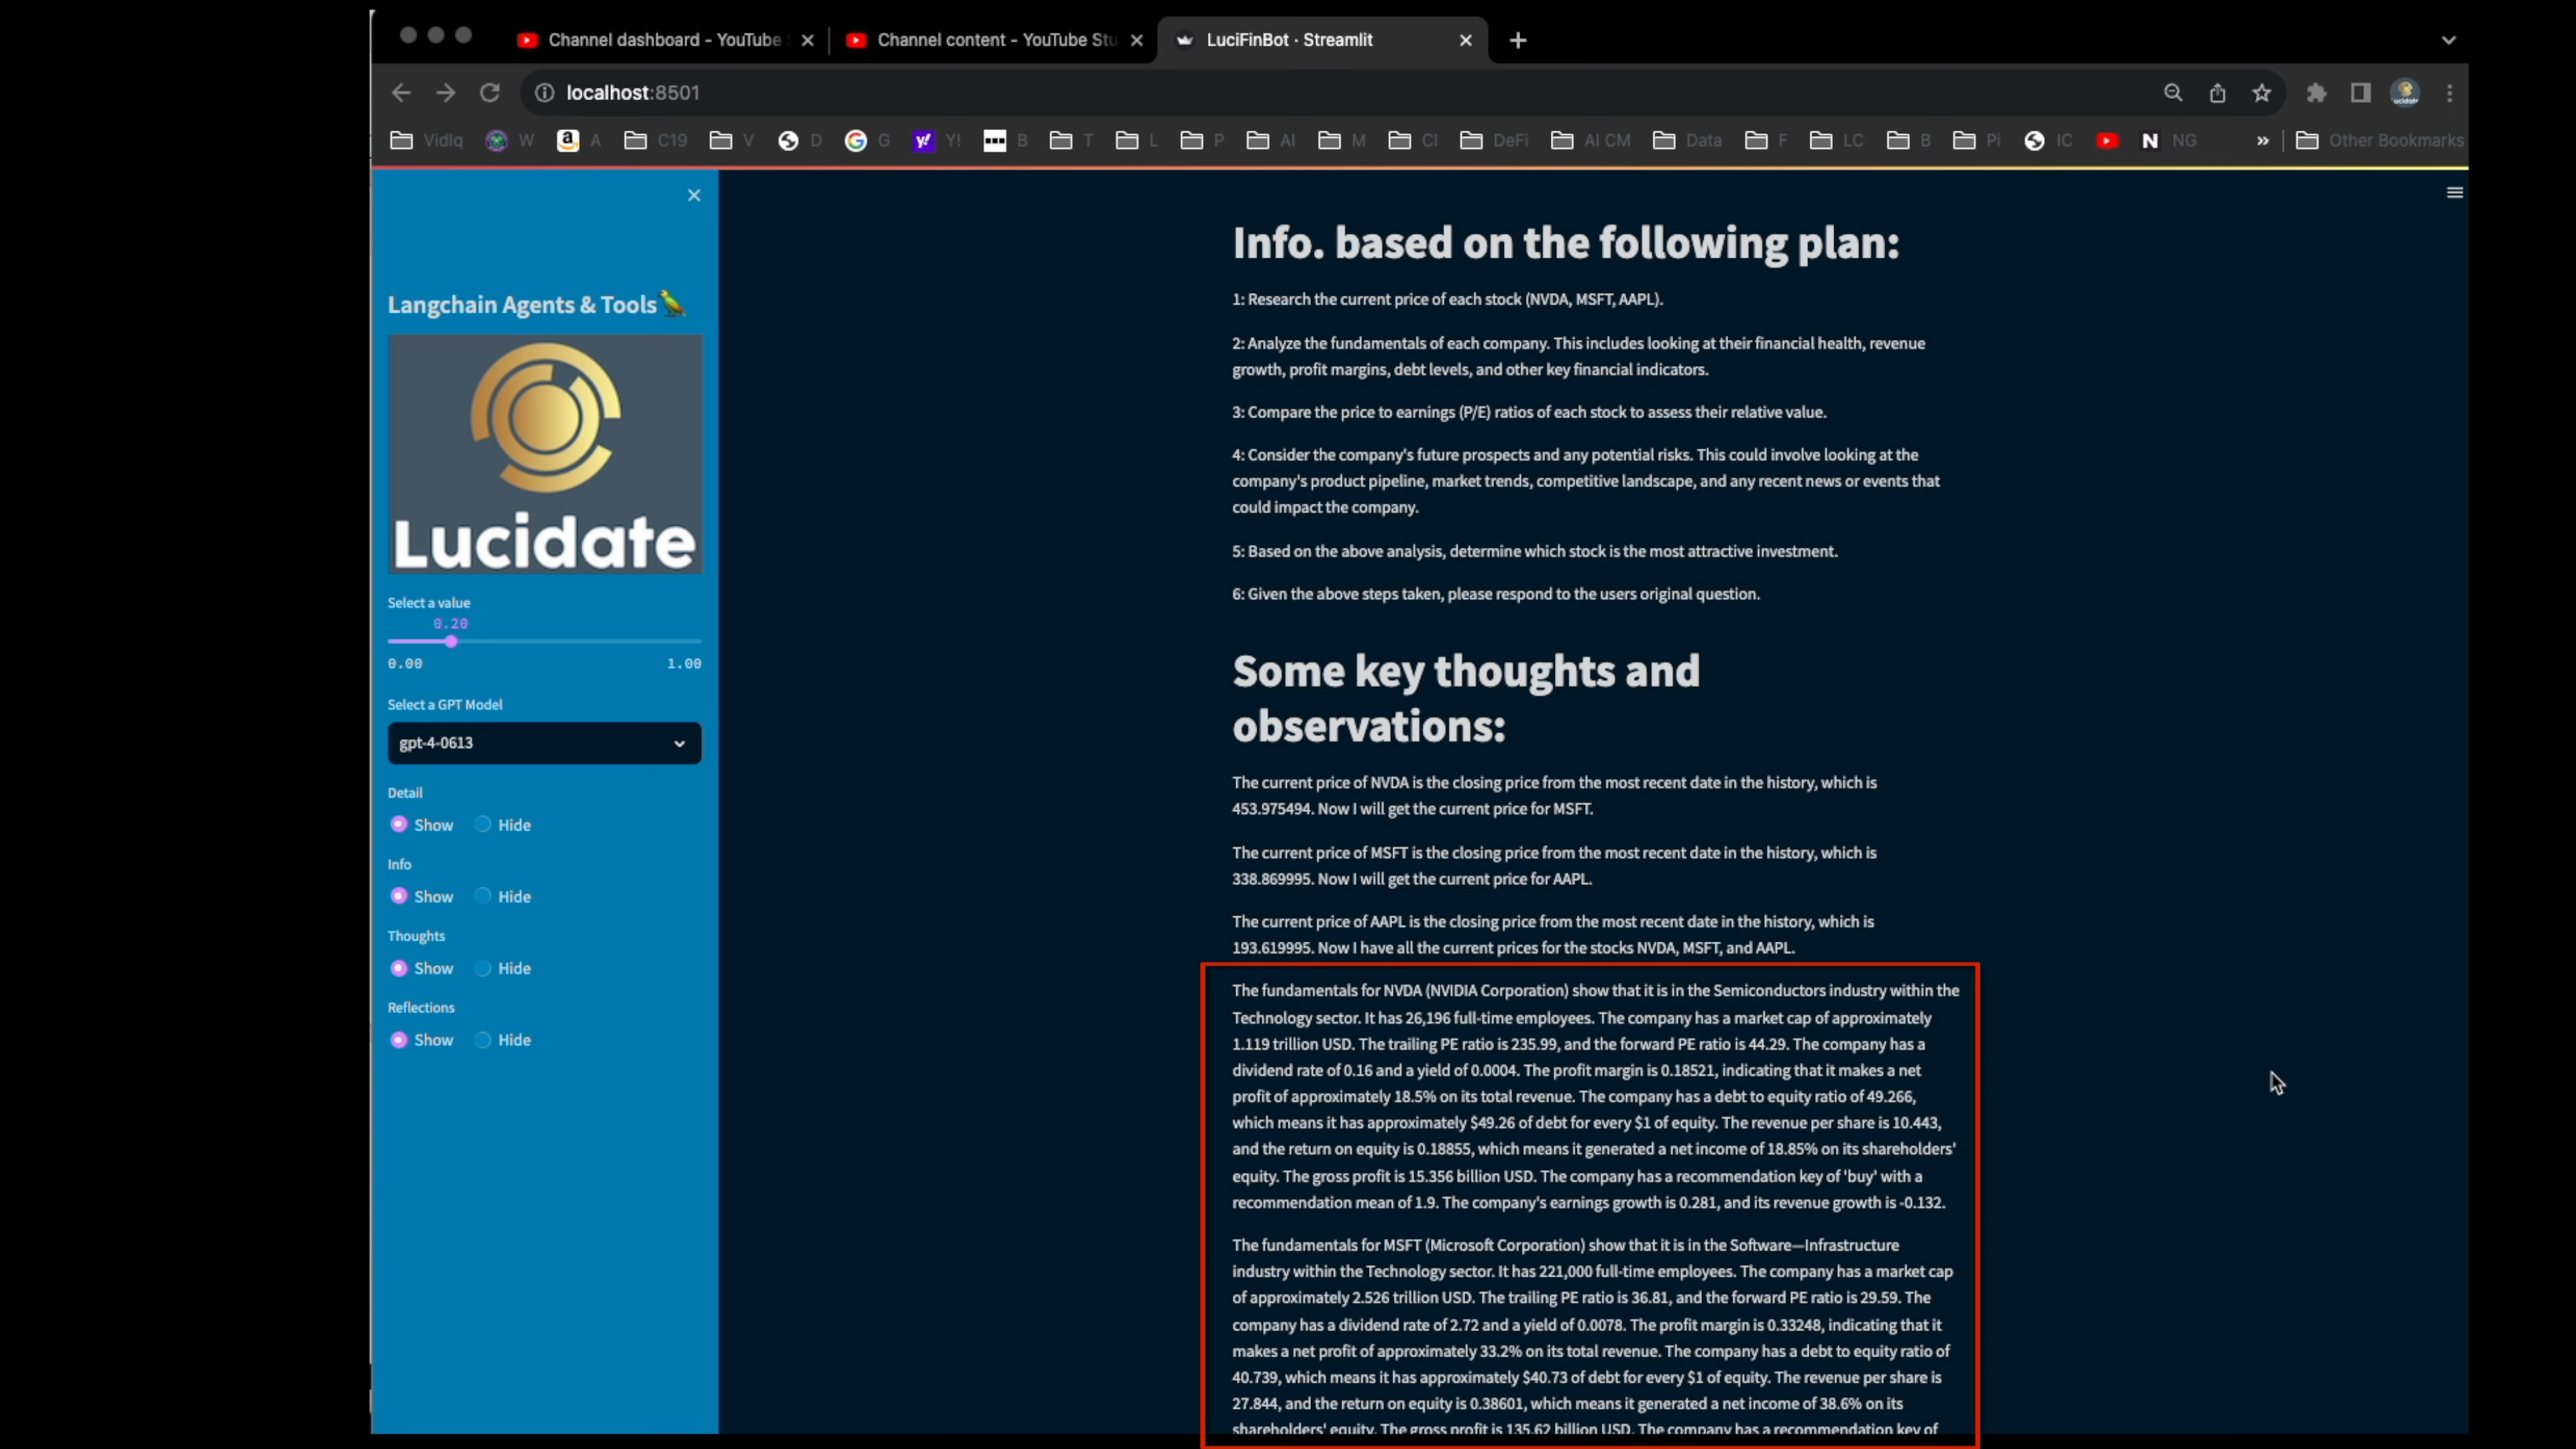 Channel dashboard - YouTube
Channel content - YouTube Stu
LuciFinBot · Streamlit
localhost:8501
VidIq W A C19 V D G Y! B T L P AI M CI DeFi AI CM Data F LC B Pi IC NG » Other Bookmarks
Langchain Agents & Tools
Lucidate
Select a value
0.20
0.00 1.00
Select a GPT Model
gpt-4-0613
Detail
Show Hide
Info
Show Hide
Thoughts
Show Hide
Reflections
Show Hide
Info. based on the following plan:
1: Research the current price of each stock (NVDA, MSFT, AAPL).
2: Analyze the fundamentals of each company. This includes looking at their financial health, revenue
growth, profit margins, debt levels, and other key financial indicators.
3: Compare the price to earnings (P/E) ratios of each stock to assess their relative value.
4: Consider the company's future prospects and any potential risks. This could involve looking at the
company's product pipeline, market trends, competitive landscape, and any recent news or events that
could impact the company.
5: Based on the above analysis, determine which stock is the most attractive investment.
6: Given the above steps taken, please respond to the users original question.
Some key thoughts and
observations:
The current price of NVDA is the closing price from the most recent date in the history, which is
453.975494. Now I will get the current price for MSFT.
The current price of MSFT is the closing price from the most recent date in the history, which is
338.869995. Now I will get the current price for AAPL.
The current price of AAPL is the closing price from the most recent date in the history, which is
193.619995. Now I have all the current prices for the stocks NVDA, MSFT, and AAPL.
The fundamentals for NVDA (NVIDIA Corporation) show that it is in the Semiconductors industry within the
Technology sector. It has 26,196 full-time employees. The company has a market cap of approximately
1.119 trillion USD. The trailing PE ratio is 235.99, and the forward PE ratio is 44.29. The company has a
dividend rate of 0.16 and a yield of 0.0004. The profit margin is 0.18521, indicating that it makes a net
profit of approximately 18.5% on its total revenue. The company has a debt to equity ratio of 49.266,
which means it has approximately $49.26 of debt for every $1 of equity. The revenue per share is 10.443,
and the return on equity is 0.18855, which means it generated a net income of 18.85% on its shareholders'
equity. The gross profit is 15.356 billion USD. The company has a recommendation key of 'buy' with a
recommendation mean of 1.9. The company's earnings growth is 0.281, and its revenue growth is -0.132.
The fundamentals for MSFT (Microsoft Corporation) show that it is in the Software—Infrastructure
industry within the Technology sector. It has 221,000 full-time employees. The company has a market cap
of approximately 2.526 trillion USD. The trailing PE ratio is 36.81, and the forward PE ratio is 29.59. The
company has a dividend rate of 2.72 and a yield of 0.0078. The profit margin is 0.33248, indicating that it
makes a net profit of approximately 33.2% on its total revenue. The company has a debt to equity ratio of
40.739, which means it has approximately $40.73 of debt for every $1 of equity. The revenue per share is
27.844, and the return on equity is 0.38601, which means it generated a net income of 38.6% on its
shareholders' equity. The gross profit is 135.62 billion USD. The company has a recommendation key of